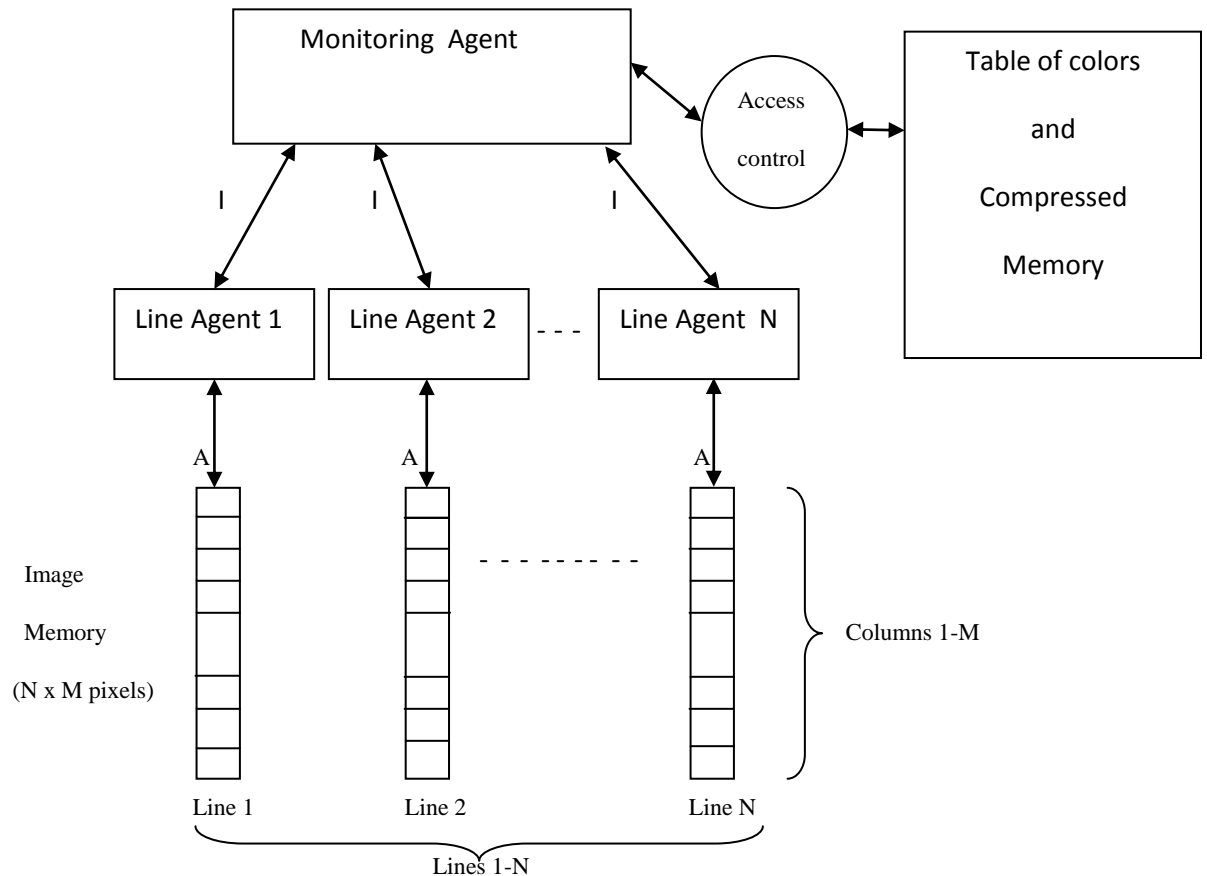 Monitoring Agent
Access
control
Table of colors
and
Compressed
Memory
I
I
I
Line Agent 1
Line Agent 2
- - -
Line Agent N
A
A
A
Image
Memory
(N x M pixels)
- - - -- -- - -
Columns 1-M
Line 1
Line 2
Line N
Lines 1-N